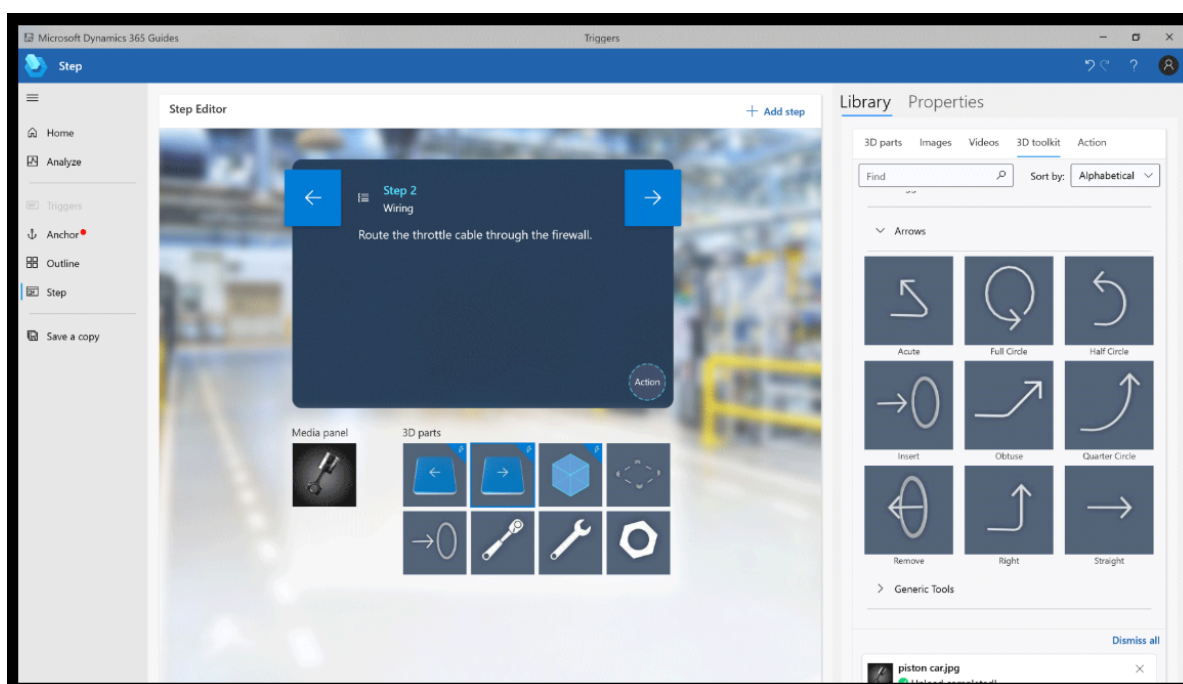 Microsoft Dynamics 365 Guides
Triggers
Step
?
Home
Analyze
Triggers
Anchor
Outline
Step
Save a copy
Step Editor
+ Add step
Step 2
Wiring
Route the throttle cable through the firewall.
Action
Media panel
3D parts
Library Properties
3D parts Images Videos 3D toolkit Action
Find
Sort by: Alphabetical
Arrows
Acute Full Circle Half Circle
Insert Obtuse Quarter Circle
Remove Right Straight
Generic Tools
Dismiss all
piston car.jpg
Upload completed!